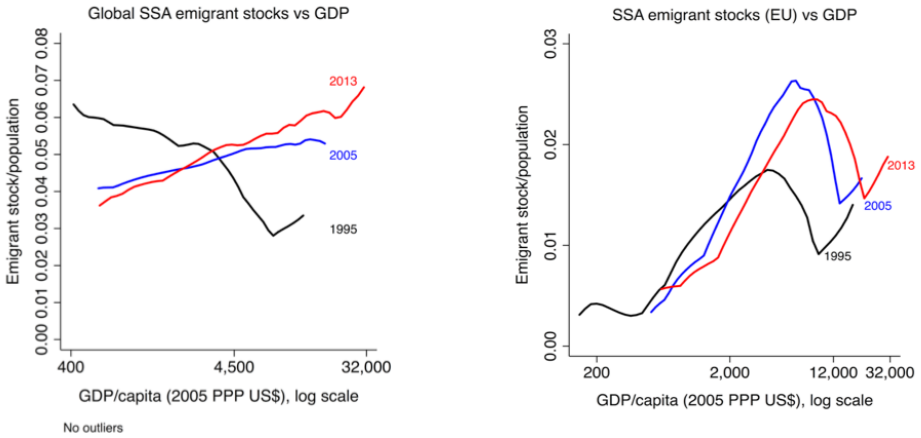 Global SSA emigrant stocks vs GDP
Emigrant stock/population
0.00 0.01 0.02 0.03 0.04 0.05 0.06 0.07 0.08
2013
2005
1995
400 4,500 32,000
GDP/capita (2005 PPP US$), log scale
No outliers
SSA emigrant stocks (EU) vs GDP
Emigrant stock/population
0.00 0.01 0.02 0.03
2013
2005
1995
200 2,000 12,000 32,000
GDP/capita (2005 PPP US$), log scale